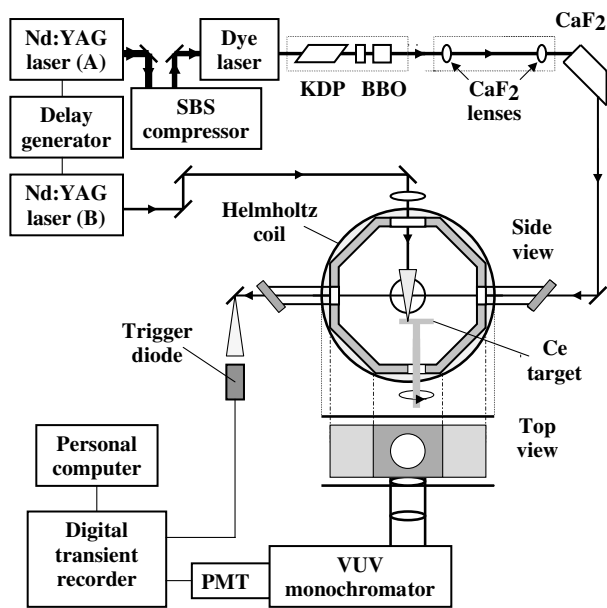 Nd:YAG
laser (A)
Dye
laser
SBS
compressor
KDP
BBO
CaF2
lenses
CaF2
Delay
generator
Nd:YAG
laser (B)
Helmholtz
coil
Side
view
Trigger
diode
Ce
target
Top
view
Personal
computer
Digital
transient
recorder
PMT
VUV
monochromator